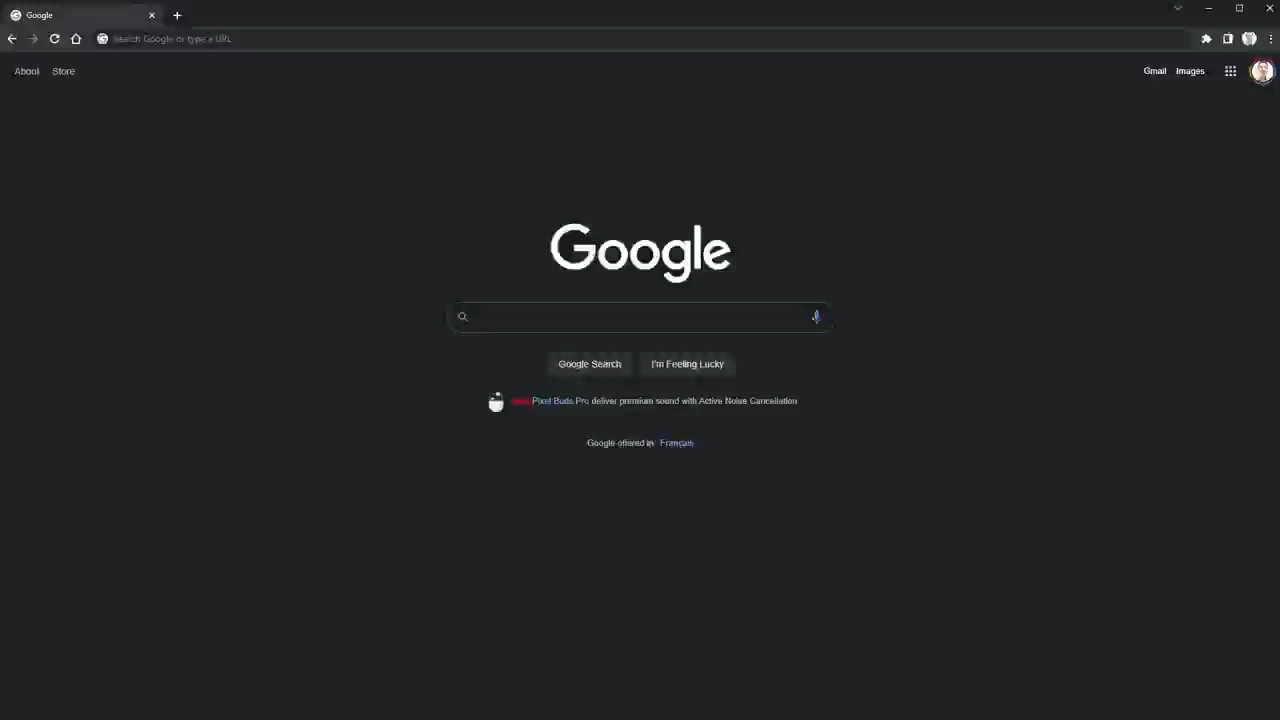 Google
Search Google or type a URL
About Store
Gmail Images
Google
Google Search I'm Feeling Lucky
Pixel Buds Pro deliver premium sound with Active Noise Cancellation
Google offered in: Français